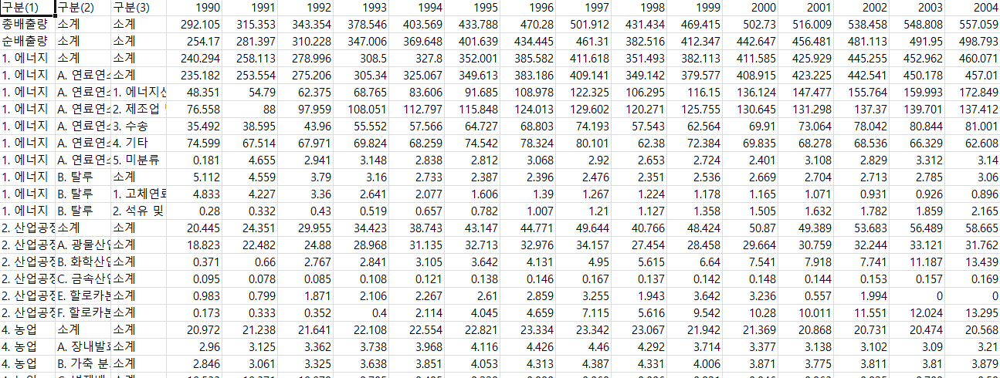 구분(1) 구분(2) 구분(3) 1990 1991 1992 1993 1994 1995 1996 1997 1998 1999 2000 2001 2002 2003 2004
총배출량 소계 소계 292.105 315.353 343.354 378.546 403.569 433.788 470.28 501.912 431.434 469.415 502.73 516.009 538.458 548.808 557.059
순배출량 소계 소계 254.17 281.397 310.228 347.006 369.648 401.639 434.445 461.31 382.516 412.347 442.647 456.481 481.113 491.95 498.793
1. 에너지 소계 소계 240.294 258.113 278.996 308.5 327.8 352.001 385.582 411.618 351.493 382.113 411.585 425.929 445.255 452.962 460.071
1. 에너지 A. 연료연소 소계 235.182 253.554 275.206 305.34 325.067 349.613 383.186 409.141 349.142 379.577 408.915 423.225 442.541 450.178 457.01
1. 에너지 A. 연료연소 1. 에너지산 48.351 54.79 62.375 68.765 83.606 91.685 108.978 122.325 106.295 116.15 136.124 147.477 155.764 159.993 172.849
1. 에너지 A. 연료연소 2. 제조업 76.558 88 97.959 108.051 112.797 115.848 124.013 129.602 120.271 125.755 130.645 131.298 137.37 139.701 137.412
1. 에너지 A. 연료연소 3. 수송 35.492 38.595 43.96 55.552 57.566 64.727 68.803 74.193 57.543 62.564 69.91 73.064 78.042 80.844 81.001
1. 에너지 A. 연료연소 4. 기타 74.599 67.514 67.971 69.824 68.259 74.542 78.324 80.101 62.38 72.384 69.835 68.278 68.536 66.329 62.608
1. 에너지 A. 연료연소 5. 미분류 0.181 4.655 2.941 3.148 2.838 2.812 3.068 2.92 2.653 2.724 2.401 3.108 2.829 3.312 3.14
1. 에너지 B. 탈루 소계 5.112 4.559 3.79 3.16 2.733 2.387 2.396 2.476 2.351 2.536 2.669 2.704 2.713 2.785 3.06
1. 에너지 B. 탈루 1. 고체연료 4.833 4.227 3.36 2.641 2.077 1.606 1.39 1.267 1.224 1.178 1.165 1.071 0.931 0.926 0.896
1. 에너지 B. 탈루 2. 석유 및 0.28 0.332 0.43 0.519 0.657 0.782 1.007 1.21 1.127 1.358 1.505 1.632 1.782 1.859 2.165
2. 산업공정 소계 소계 20.445 24.351 29.955 34.423 38.743 43.147 44.771 49.644 40.766 48.424 50.87 49.389 53.683 56.489 58.665
2. 산업공정 A. 광물산업 소계 18.823 22.482 24.88 28.968 31.135 32.713 32.976 34.157 27.454 28.458 29.664 30.759 32.244 33.121 31.762
2. 산업공정 B. 화학산업 소계 0.371 0.66 2.767 2.841 3.105 3.642 4.131 4.95 5.615 6.64 7.541 7.918 7.741 11.187 13.439
2. 산업공정 C. 금속산업 소계 0.095 0.078 0.085 0.108 0.121 0.138 0.146 0.167 0.137 0.142 0.148 0.144 0.153 0.157 0.169
2. 산업공정 E. 할로카본 소계 0.983 0.799 1.871 2.106 2.267 2.61 2.859 3.255 1.943 3.642 3.236 0.557 1.994 0 0
2. 산업공정 F. 할로카본 소계 0.173 0.333 0.352 0.4 2.114 4.045 4.659 7.115 5.616 9.542 10.28 10.011 11.551 12.024 13.295
4. 농업 소계 소계 20.972 21.238 21.641 22.108 22.554 22.821 23.334 23.342 23.067 21.942 21.369 20.868 20.731 20.474 20.568
4. 농업 A. 장내발효 소계 2.96 3.125 3.362 3.738 3.968 4.116 4.426 4.46 4.292 3.714 3.377 3.138 3.102 3.09 3.21
4. 농업 B. 가축 분 소계 2.846 3.061 3.325 3.638 3.851 4.053 4.313 4.387 4.331 4.006 3.871 3.775 3.811 3.81 3.879